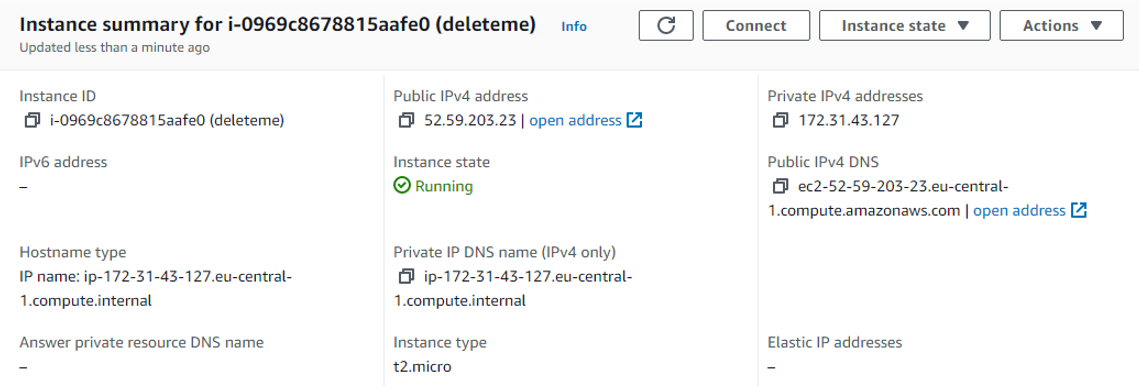 Instance summary for i-0969c8678815aafe0 (deleteme) Info
Updated less than a minute ago
Connect
Instance state
Actions
Instance ID
i-0969c8678815aafe0 (deleteme)
Public IPv4 address
52.59.203.23 | open address
Private IPv4 addresses
172.31.43.127
IPv6 address
–
Instance state
Running
Public IPv4 DNS
ec2-52-59-203-23.eu-central-
1.compute.amazonaws.com | open address
Hostname type
IP name: ip-172-31-43-127.eu-central-
1.compute.internal
Private IP DNS name (IPv4 only)
ip-172-31-43-127.eu-central-
1.compute.internal
Answer private resource DNS name
–
Instance type
t2.micro
Elastic IP addresses
–